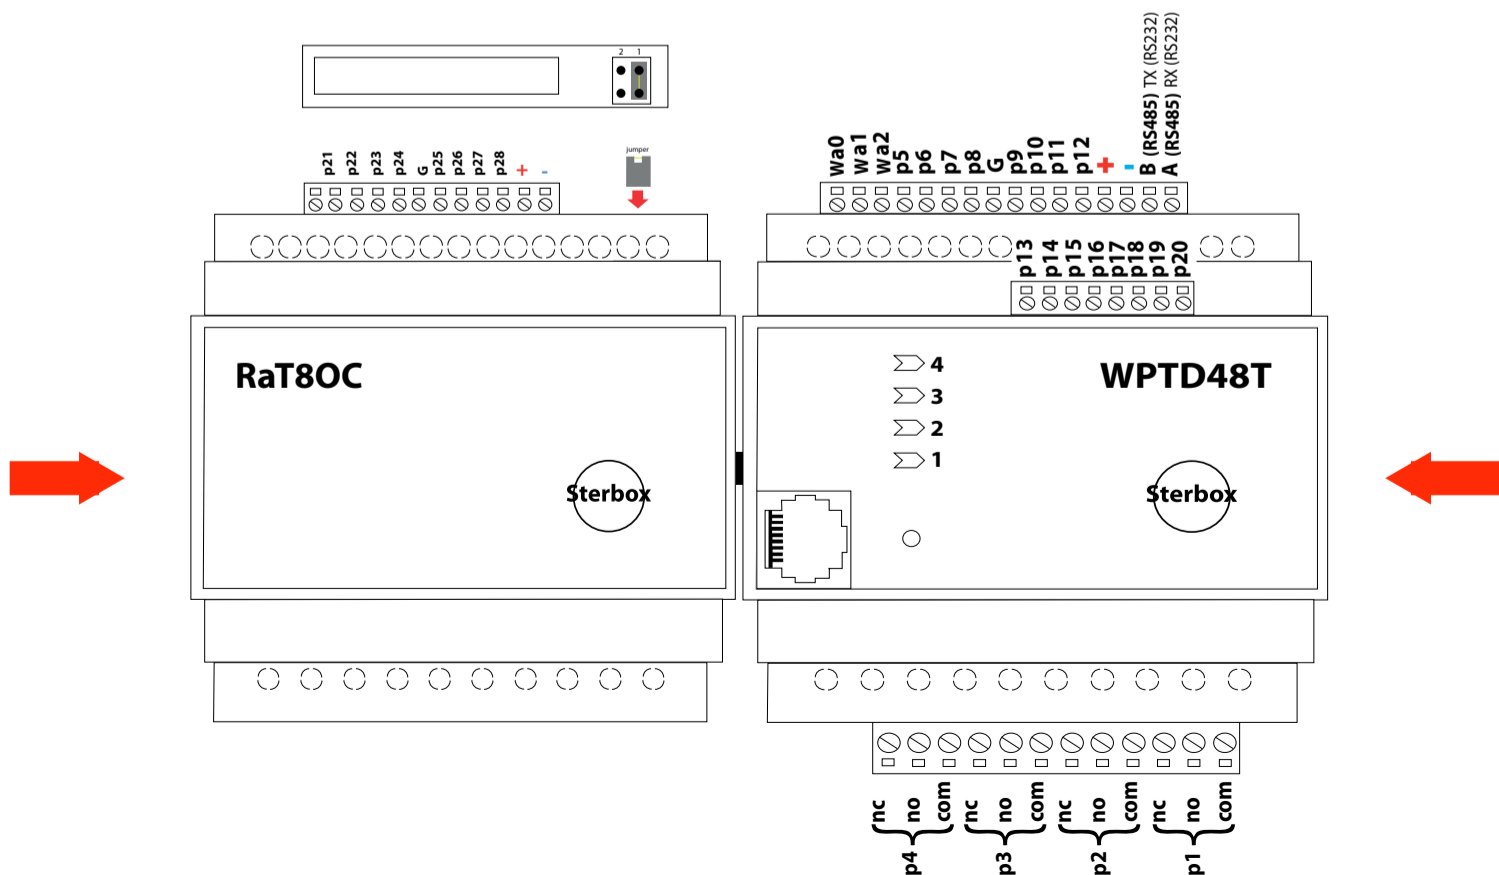 2 1
jumper
p21 p22 p23 p24 G p25 p26 p27 p28 + -
wa0 wa1 wa2 p5 p6 p7 p8 G p9 p10 p11 p12 + - B (RS485) TX (RS232) A (RS485) RX (RS232)
p13 p14 p15 p16 p17 p18 p19 p20
RaT8OC
Sterbox
WPTD48T
4
3
2
1
Sterbox
nc no com nc no com nc no com nc no com
p4 p3 p2 p1